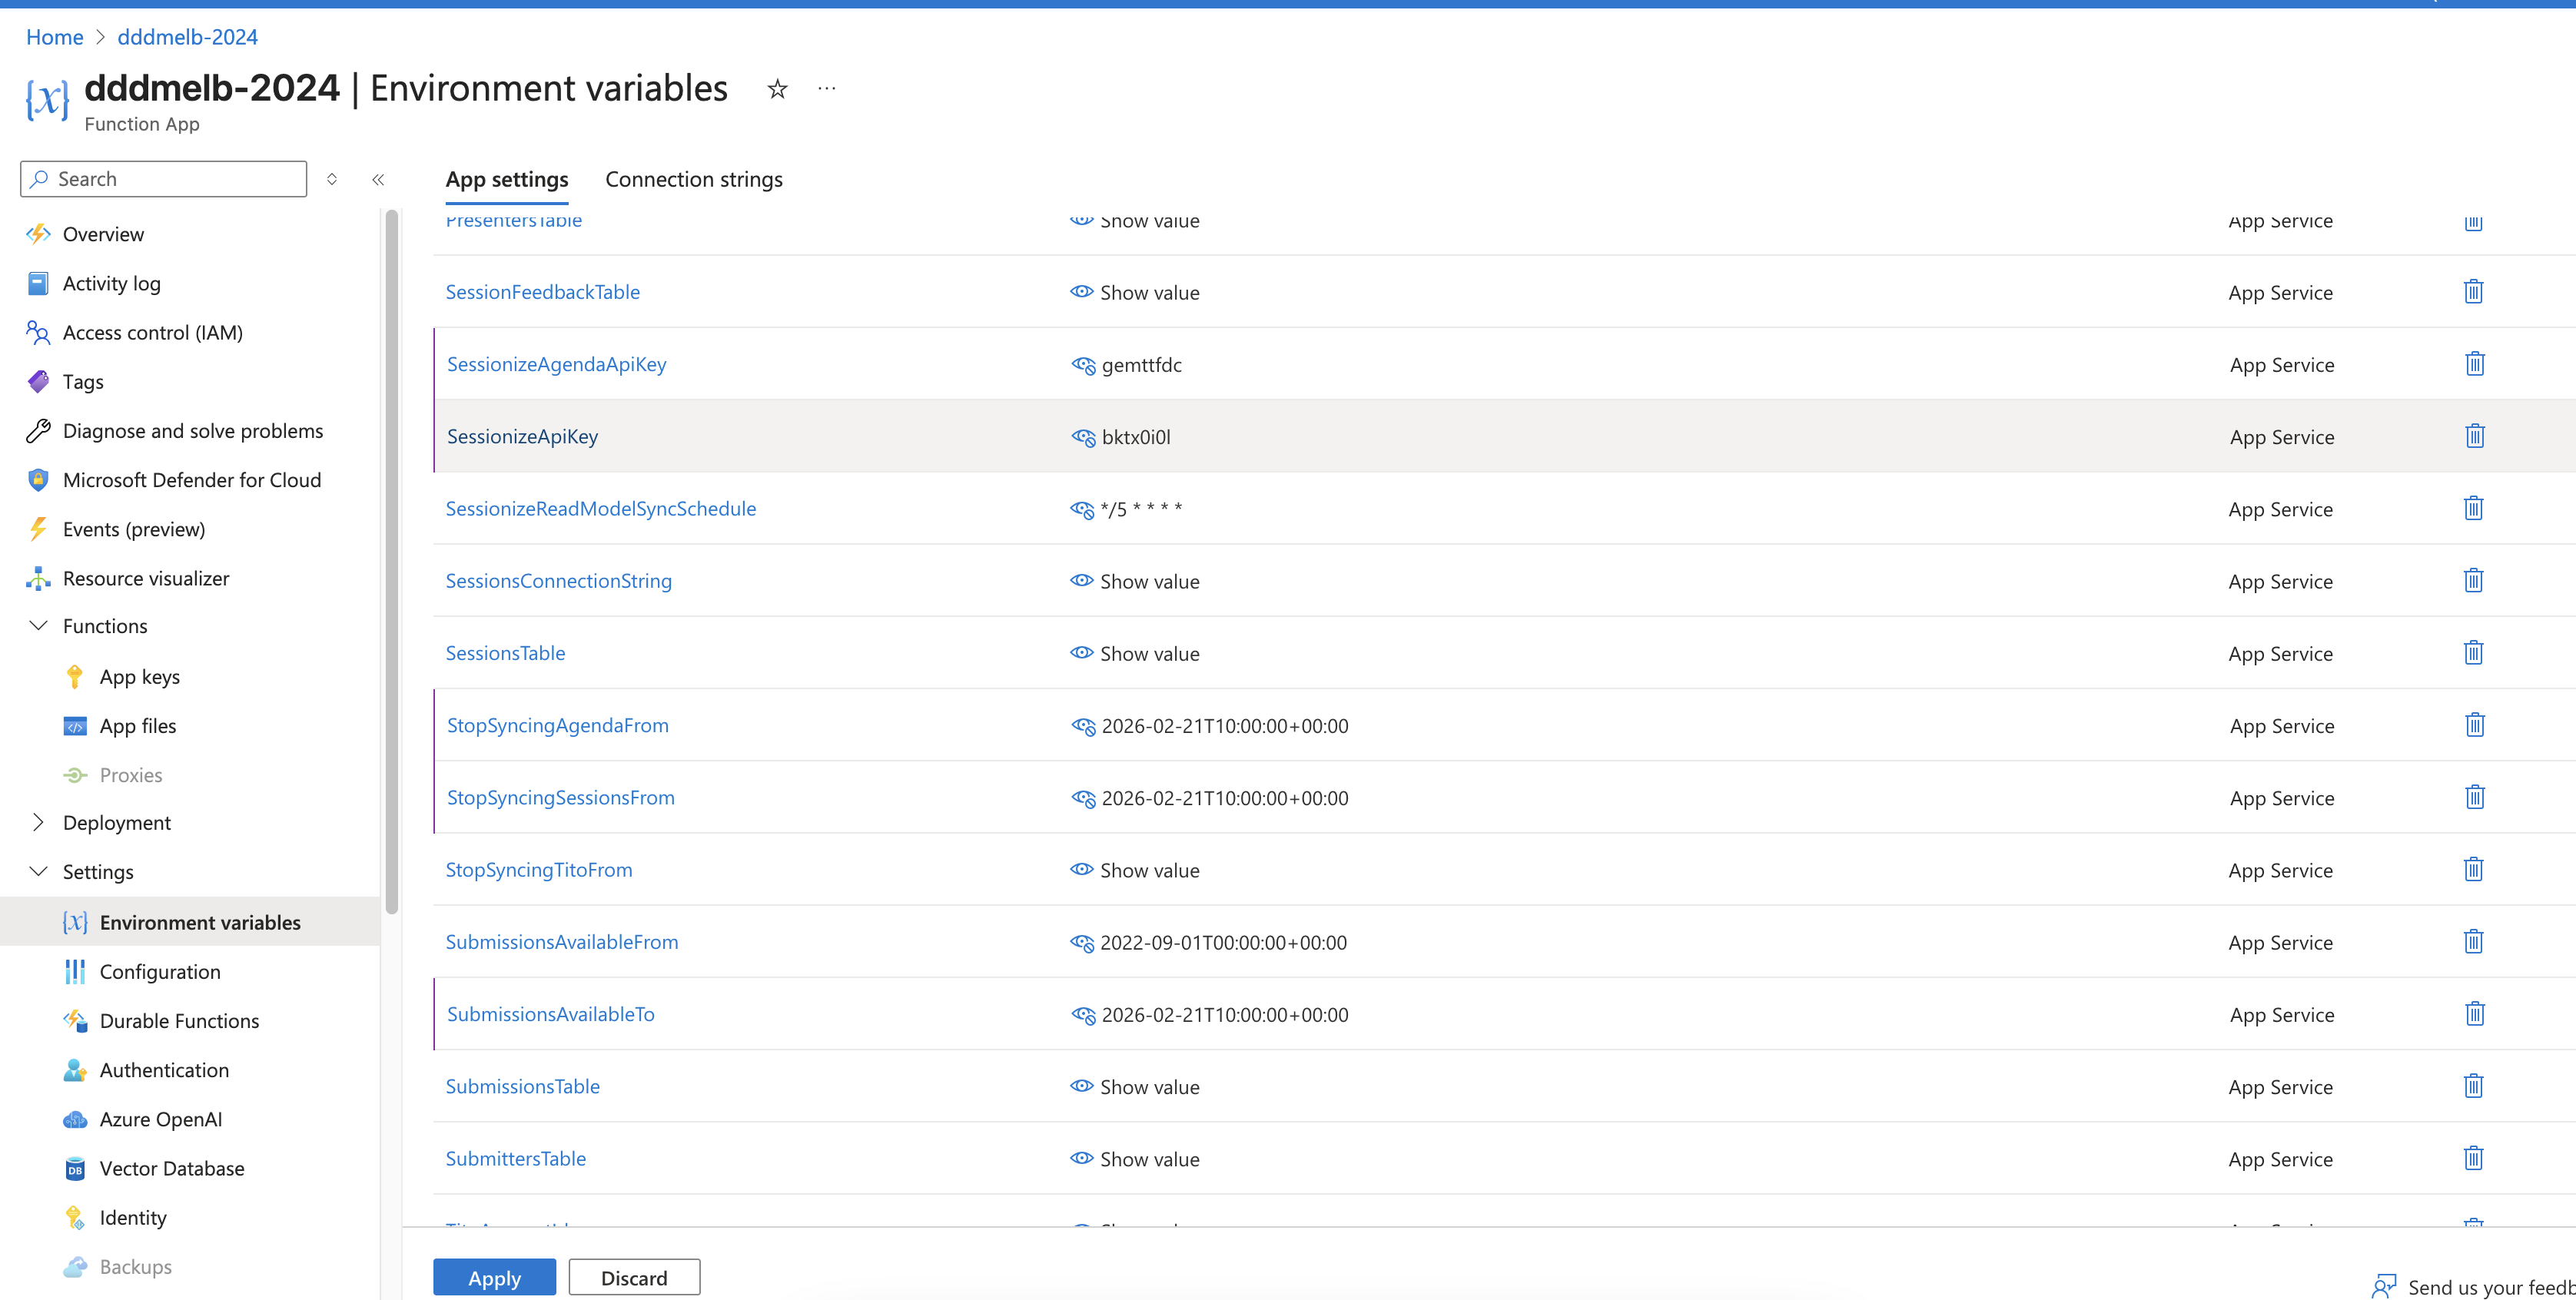 Home > dddmelb-2024
dddmelb-2024 | Environment variables
Function App
Search
App settings Connection strings
Overview
Activity log
Access control (IAM)
Tags
Diagnose and solve problems
Microsoft Defender for Cloud
Events (preview)
Resource visualizer
Functions
App keys
App files
Proxies
Deployment
Settings
Environment variables
Configuration
Durable Functions
Authentication
Azure OpenAI
Vector Database
Identity
Backups
PresentersTable Show value App Service
SessionFeedbackTable Show value App Service
SessionizeAgendaApiKey gemttfdc App Service
SessionizeApiKey bktx0i0l App Service
SessionizeReadModelSyncSchedule */5 * * * * App Service
SessionsConnectionString Show value App Service
SessionsTable Show value App Service
StopSyncingAgendaFrom 2026-02-21T10:00:00+00:00 App Service
StopSyncingSessionsFrom 2026-02-21T10:00:00+00:00 App Service
StopSyncingTitoFrom Show value App Service
SubmissionsAvailableFrom 2022-09-01T00:00:00+00:00 App Service
SubmissionsAvailableTo 2026-02-21T10:00:00+00:00 App Service
SubmissionsTable Show value App Service
SubmittersTable Show value App Service
Apply Discard
Send us your feedb